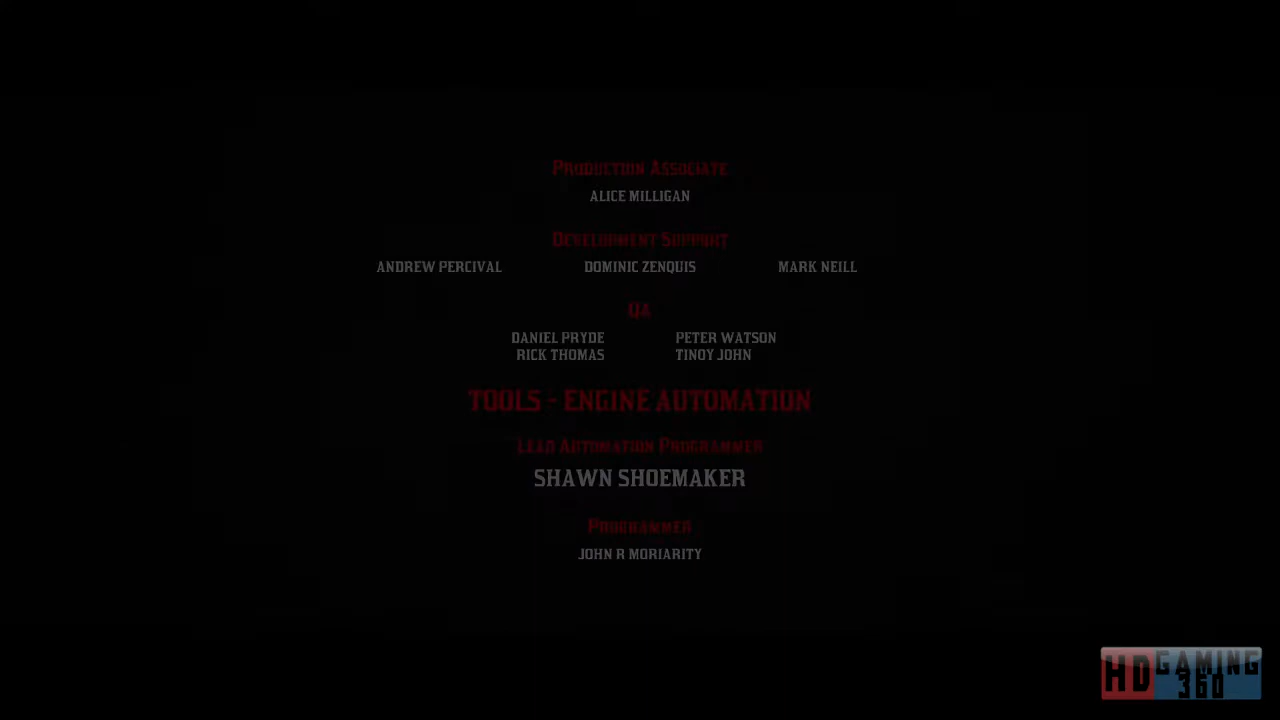 PRODUCTION ASSOCIATE
ALICE MILLIGAN
DEVELOPMENT SUPPORT
ANDREW PERCIVAL DOMINIC ZENQUIS MARK NEILL
QA
DANIEL PRYDE PETER WATSON
RICK THOMAS TINOY JOHN
TOOLS - ENGINE AUTOMATION
LEAD AUTOMATION PROGRAMMER
SHAWN SHOEMAKER
PROGRAMMER
JOHN R MORIARITY
HD GAMING
360